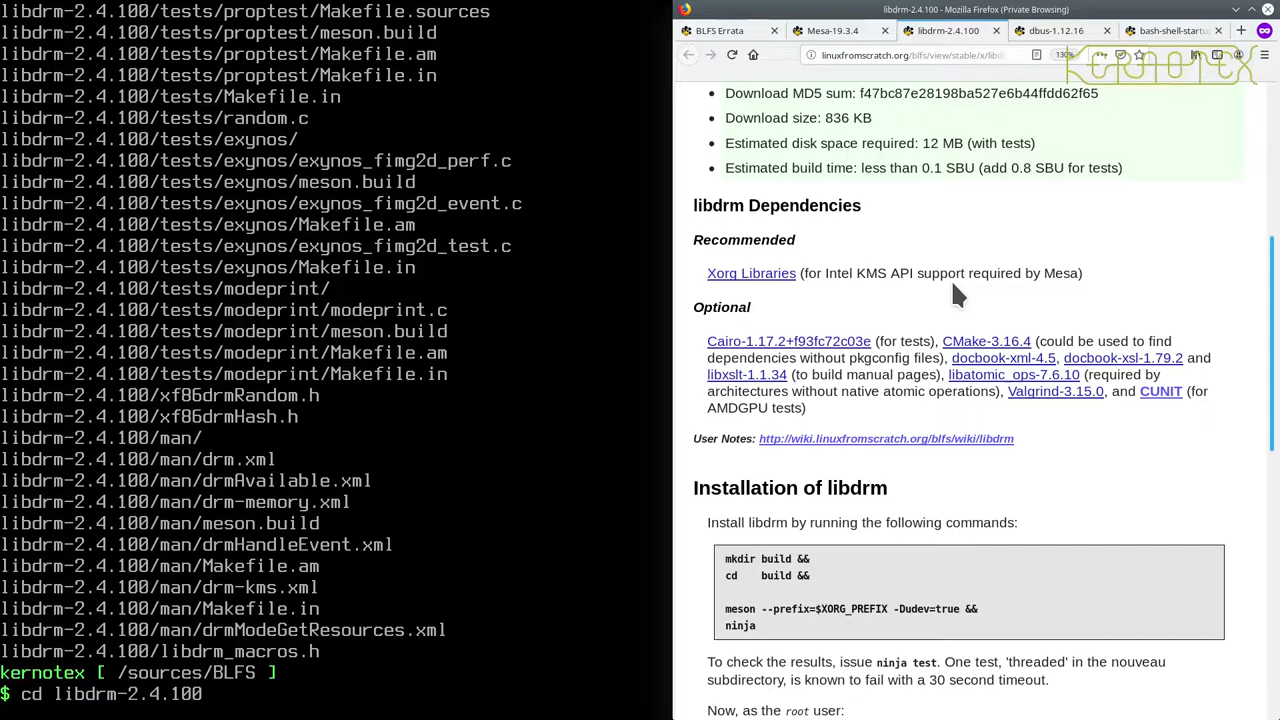 libdrm-2.4.100/tests/proptest/Makefile.sources
libdrm-2.4.100/tests/proptest/meson.build
libdrm-2.4.100/tests/proptest/Makefile.am
libdrm-2.4.100/tests/proptest/Makefile.in
libdrm-2.4.100/tests/Makefile.in
libdrm-2.4.100/tests/random.c
libdrm-2.4.100/tests/exynos/
libdrm-2.4.100/tests/exynos/exynos_fimg2d_perf.c
libdrm-2.4.100/tests/exynos/meson.build
libdrm-2.4.100/tests/exynos/exynos_fimg2d_event.c
libdrm-2.4.100/tests/exynos/Makefile.am
libdrm-2.4.100/tests/exynos/exynos_fimg2d_test.c
libdrm-2.4.100/tests/exynos/Makefile.in
libdrm-2.4.100/tests/modeprint/
libdrm-2.4.100/tests/modeprint/modeprint.c
libdrm-2.4.100/tests/modeprint/meson.build
libdrm-2.4.100/tests/modeprint/Makefile.am
libdrm-2.4.100/tests/modeprint/Makefile.in
libdrm-2.4.100/xf86drmRandom.h
libdrm-2.4.100/xf86drmHash.h
libdrm-2.4.100/man/
libdrm-2.4.100/man/drm.xml
libdrm-2.4.100/man/drmAvailable.xml
libdrm-2.4.100/man/drm-memory.xml
libdrm-2.4.100/man/meson.build
libdrm-2.4.100/man/drmHandleEvent.xml
libdrm-2.4.100/man/Makefile.am
libdrm-2.4.100/man/drm-kms.xml
libdrm-2.4.100/man/Makefile.in
libdrm-2.4.100/man/drmModeGetResources.xml
libdrm-2.4.100/libdrm_macros.h
kernotex [ /sources/BLFS ]
$ cd libdrm-2.4.100
libdrm-2.4.100 - Mozilla Firefox (Private Browsing)
BLFS Errata
Mesa-19.3.4
libdrm-2.4.100
dbus-1.12.16
bash-shell-startu
linuxfromscratch.org/blfs/view/stable/x/libd
130%
KERNOTEX
Download MD5 sum: f47bc87e28198ba527e6b44ffdd62f65
Download size: 836 KB
Estimated disk space required: 12 MB (with tests)
Estimated build time: less than 0.1 SBU (add 0.8 SBU for tests)
libdrm Dependencies
Recommended
Xorg Libraries (for Intel KMS API support required by Mesa)
Optional
Cairo-1.17.2+f93fc72c03e (for tests), CMake-3.16.4 (could be used to find
dependencies without pkgconfig files), docbook-xml-4.5, docbook-xsl-1.79.2 and
libxslt-1.1.34 (to build manual pages), libatomic_ops-7.6.10 (required by
architectures without native atomic operations), Valgrind-3.15.0, and CUNIT (for
AMDGPU tests)
User Notes: http://wiki.linuxfromscratch.org/blfs/wiki/libdrm
Installation of libdrm
Install libdrm by running the following commands:
mkdir build &&
cd    build &&
meson --prefix=$XORG_PREFIX -Dudev=true &&
ninja
To check the results, issue ninja test. One test, 'threaded' in the nouveau
subdirectory, is known to fail with a 30 second timeout.
Now, as the root user: